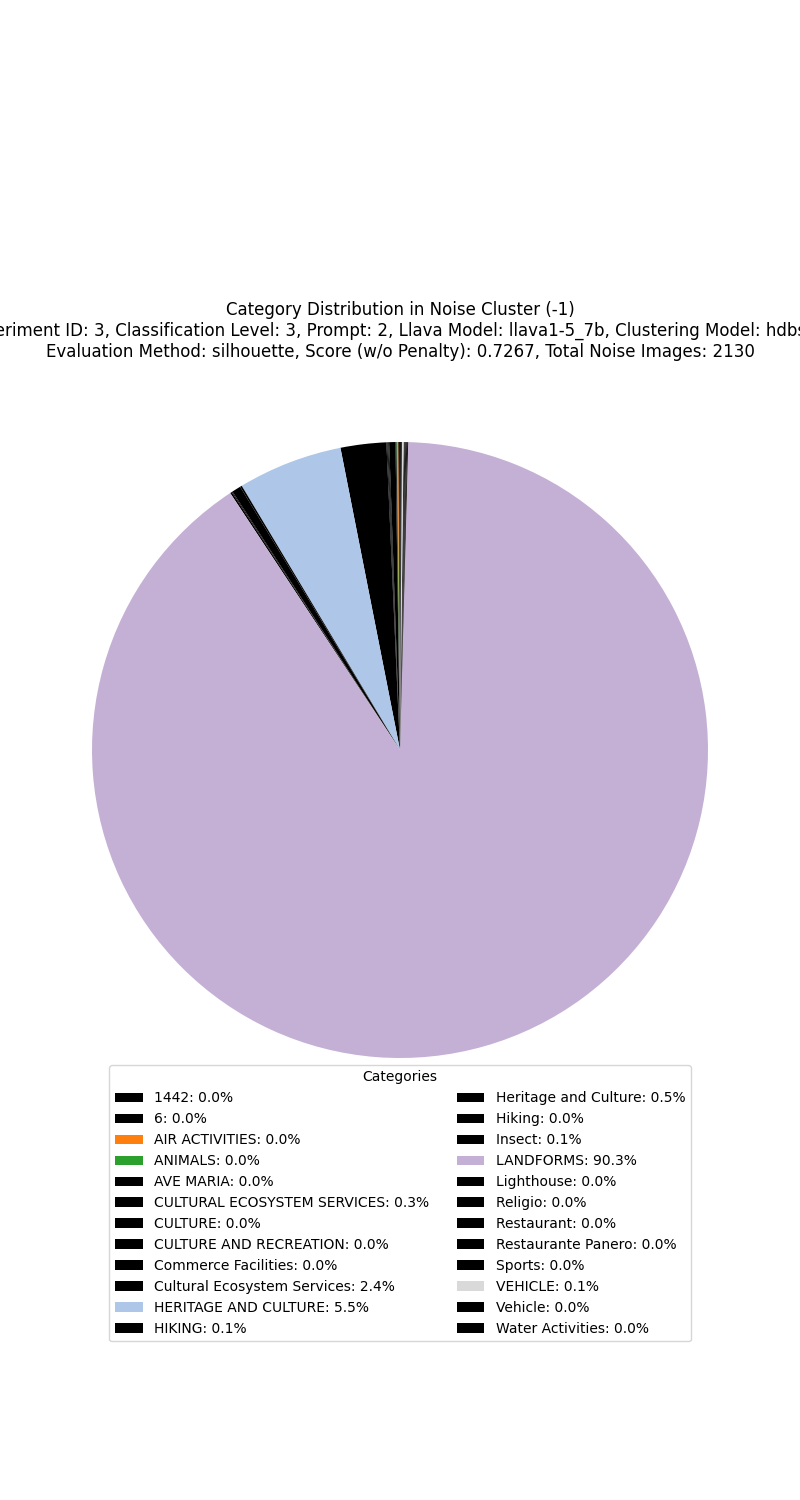 Category Distribution in Noise Cluster (-1)
eriment ID: 3, Classification Level: 3, Prompt: 2, Llava Model: llava1-5_7b, Clustering Model: hdbs
Evaluation Method: silhouette, Score (w/o Penalty): 0.7267, Total Noise Images: 2130
Categories
1442: 0.0%
6: 0.0%
AIR ACTIVITIES: 0.0%
ANIMALS: 0.0%
AVE MARIA: 0.0%
CULTURAL ECOSYSTEM SERVICES: 0.3%
CULTURE: 0.0%
CULTURE AND RECREATION: 0.0%
Commerce Facilities: 0.0%
Cultural Ecosystem Services: 2.4%
HERITAGE AND CULTURE: 5.5%
HIKING: 0.1%
Heritage and Culture: 0.5%
Hiking: 0.0%
Insect: 0.1%
LANDFORMS: 90.3%
Lighthouse: 0.0%
Religio: 0.0%
Restaurant: 0.0%
Restaurante Panero: 0.0%
Sports: 0.0%
VEHICLE: 0.1%
Vehicle: 0.0%
Water Activities: 0.0%